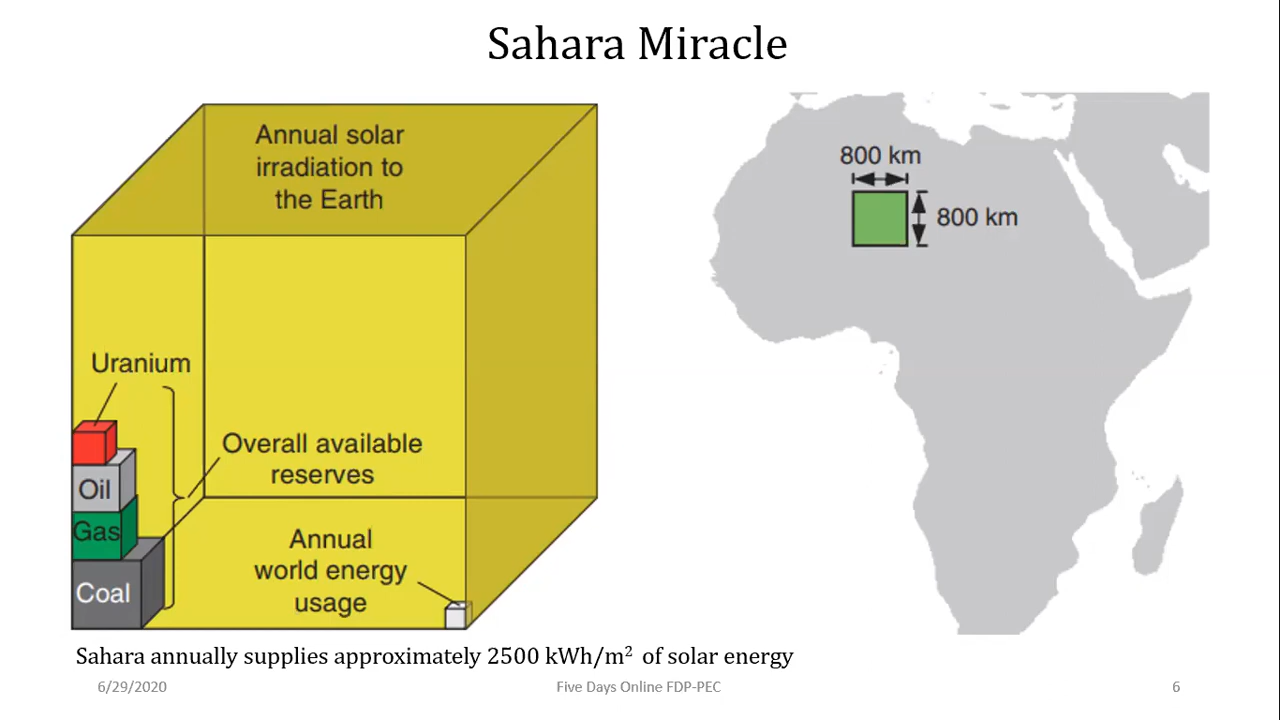 Sahara Miracle
Annual solar
irradiation to
the Earth
Uranium
Oil
Gas
Coal
Overall available
reserves
Annual
world energy
usage
800 km
800 km
Sahara annually supplies approximately 2500 kWh/m² of solar energy
6/29/2020
Five Days Online FDP-PEC
6